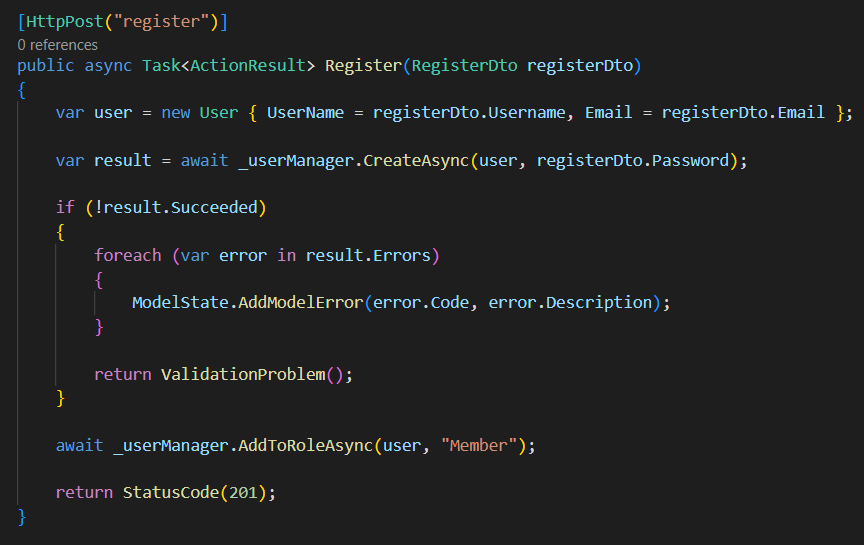 [HttpPost("register")]
0 references
public async Task<ActionResult> Register(RegisterDto registerDto)
{
var user = new User { UserName = registerDto.Username, Email = registerDto.Email };
var result = await _userManager.CreateAsync(user, registerDto.Password);
if (!result.Succeeded)
{
foreach (var error in result.Errors)
{
ModelState.AddModelError(error.Code, error.Description);
}
return ValidationProblem();
}
await _userManager.AddToRoleAsync(user, "Member");
return StatusCode(201);
}